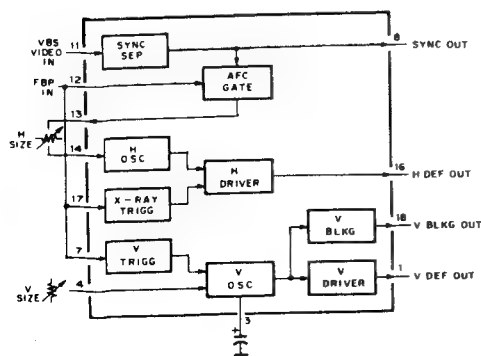 VBS
VIDEO
IN
11
SYNC
SEP
8
SYNC OUT
FBP
IN
12
AFC
GATE
13
H
SIZE
14
H
OSC
H
DRIVER
16
H DEF OUT
17
X-RAY
TRIGG
V
BLKG
18
V BLKG OUT
7
V
TRIGG
V
SIZE
4
V
OSC
V
DRIVER
1
V DEF OUT
3
+